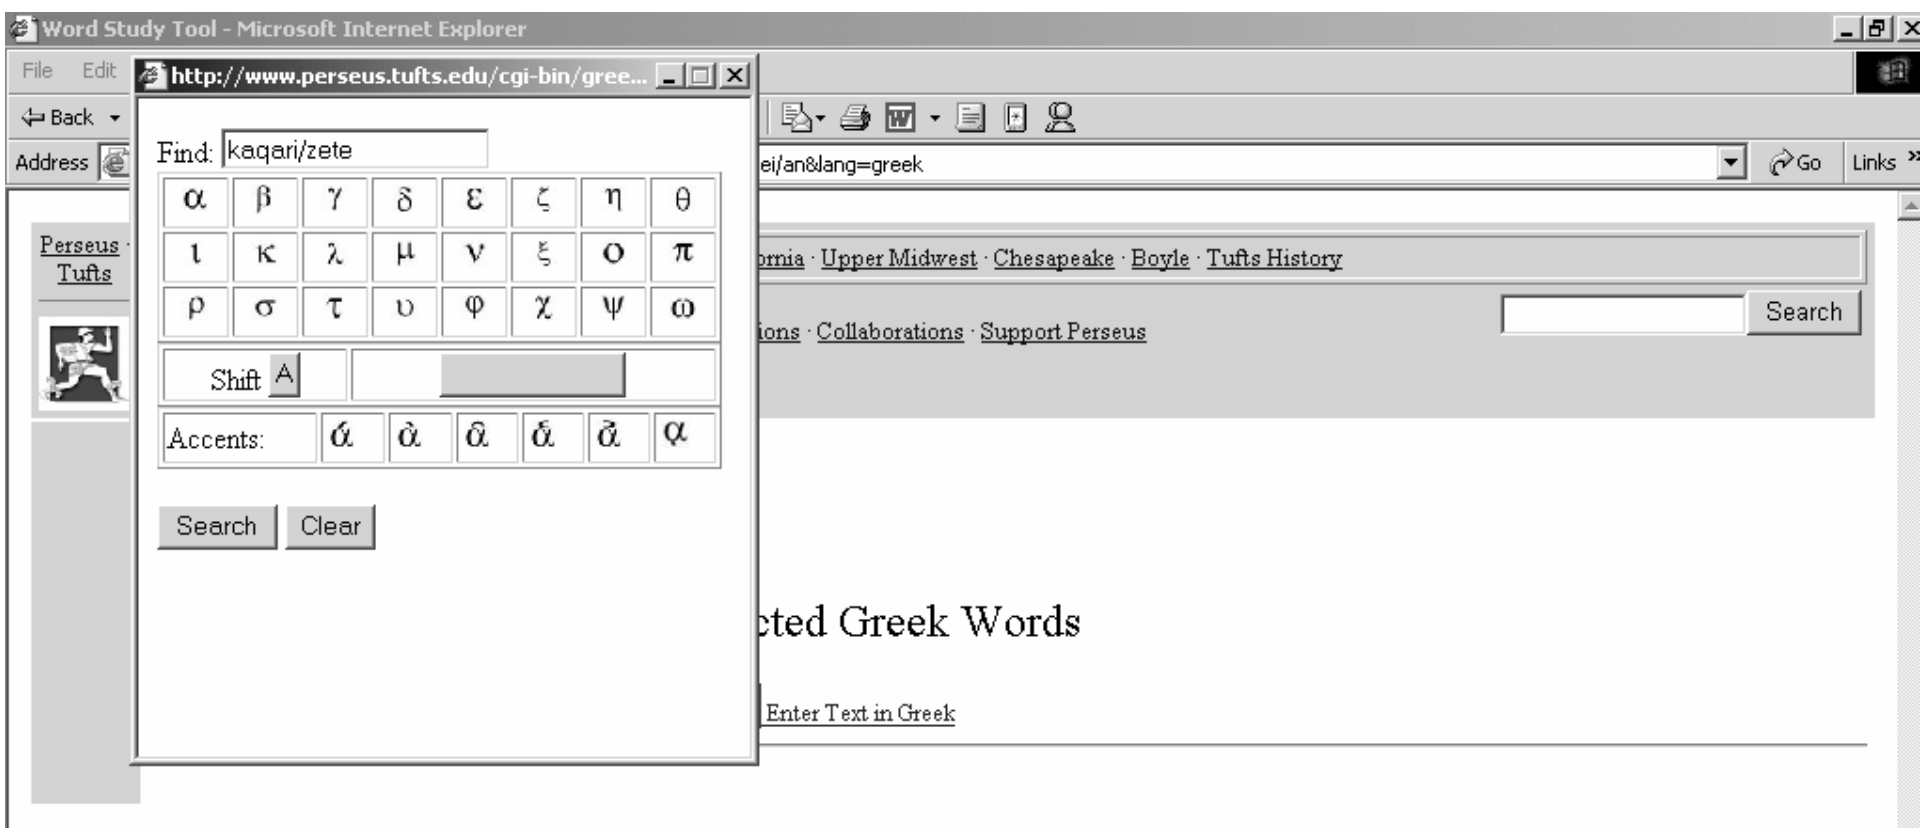 Word Study Tool - Microsoft Internet Explorer
File Edit
http://www.perseus.tufts.edu/cgi-bin/gree...
Back
Address
ei/an&lang=greek
Go Links »
Find: kaqari/zete
α β γ δ ε ζ η θ
ι κ λ μ ν ξ ο π
ρ σ τ υ φ χ ψ ω
Shift A
Accents: ά ὰ ᾶ ἁ ἀ ᾳ
Search Clear
Perseus ·
Tufts
ornia · Upper Midwest · Chesapeake · Boyle · Tufts History
Search
ions · Collaborations · Support Perseus
cted Greek Words
Enter Text in Greek